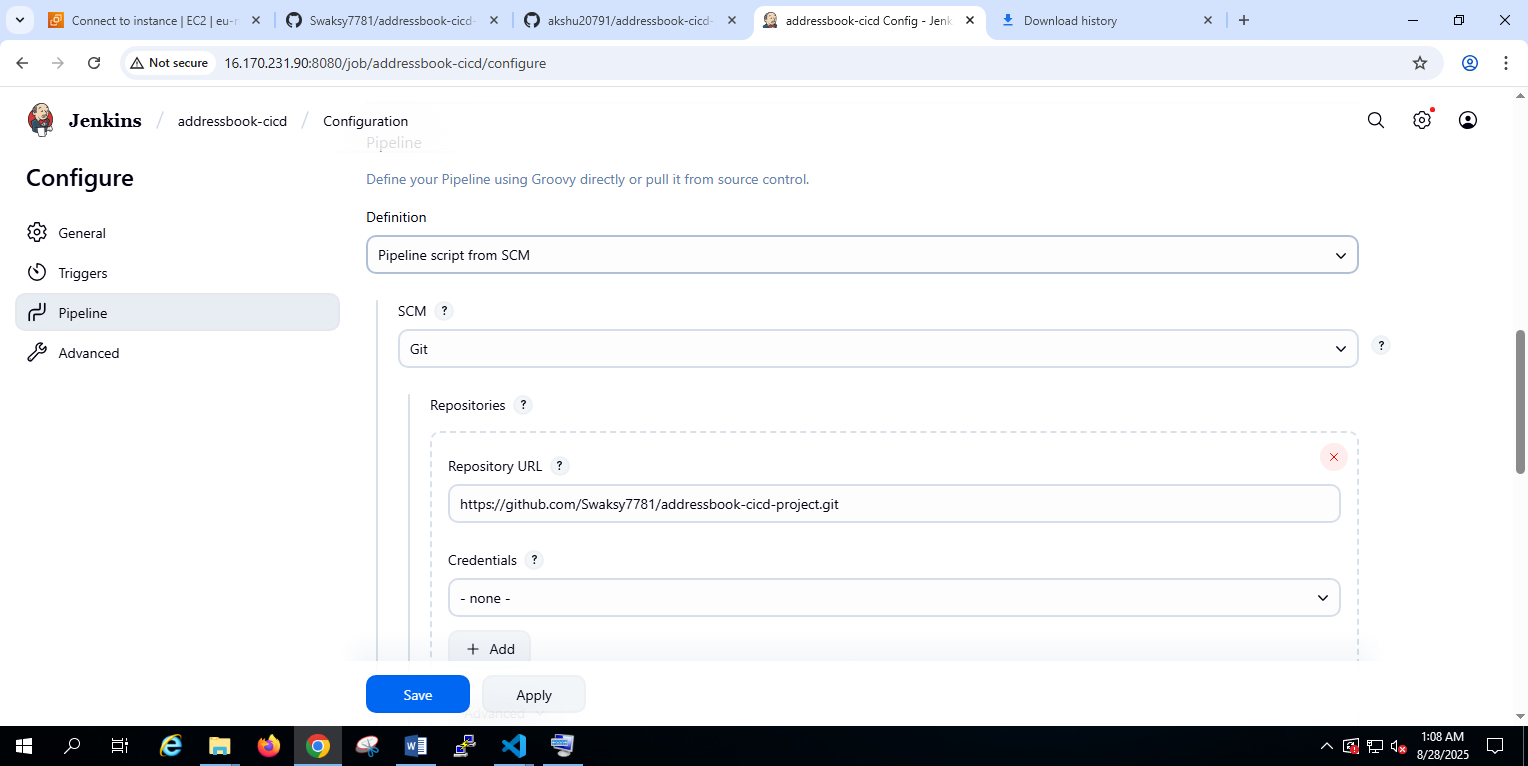 Connect to instance | EC2 | eu-n
Swaksy7781/addressbook-cicd-
akshu20791/addressbook-cicd-
addressbook-cicd Config - Jenk
Download history
Not secure
16.170.231.90:8080/job/addressbook-cicd/configure
Jenkins / addressbook-cicd / Configuration
Pipeline
Configure
Define your Pipeline using Groovy directly or pull it from source control.
Definition
General
Pipeline script from SCM
Triggers
Pipeline
SCM ?
Git
?
Advanced
Repositories ?
Repository URL ?
https://github.com/Swaksy7781/addressbook-cicd-project.git
Credentials ?
- none -
+ Add
Save
Apply
Advanced
1:08 AM
8/28/2025